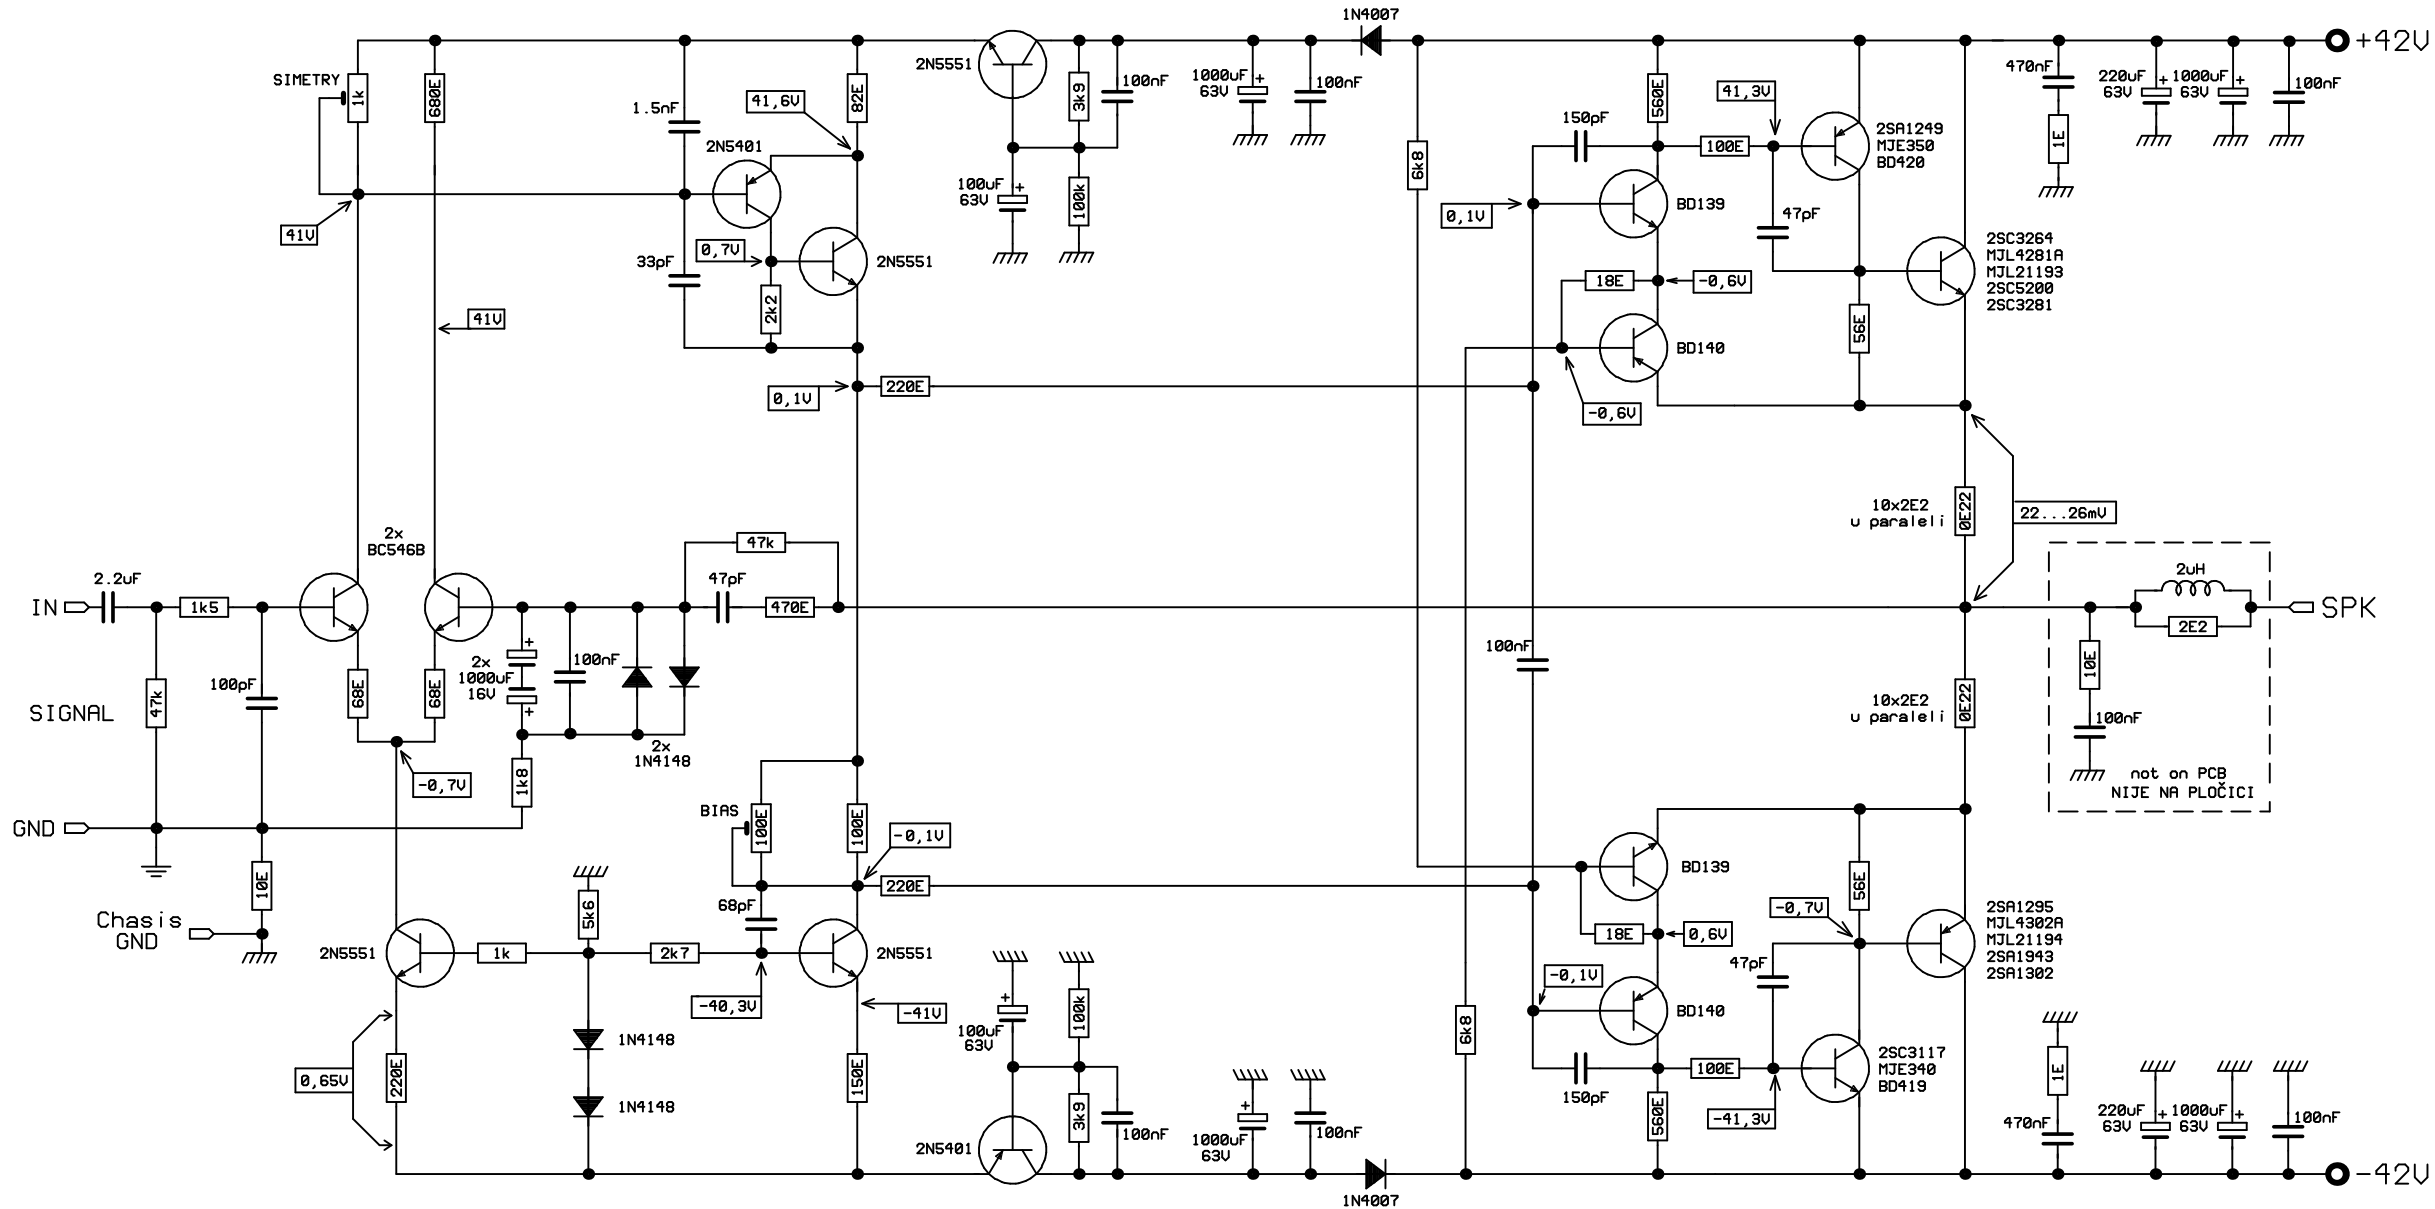 1N4007
+42V
SIMETRY
1k
680E
1.5nF
41,6V
82E
2N5551
3k9
100nF
1000uF
63V
+
100nF
6k8
150pF
560E
41,3V
100E
2SA1249
MJE350
BD420
470nF
1E
220uF
63V
+
1000uF
63V
+
100nF
2N5401
100uF
63V
+
100k
41V
0,7V
33pF
2k2
2N5551
0,1V
BD139
47pF
18E
-0,6V
2SC3264
MJL4281A
MJL21193
2SC5200
2SC3281
41V
BD140
56E
0,1V
220E
-0,6V
10x2E2
u paraleli
0E22
22...26mV
2x
BC546B
47k
47pF
470E
2.2uF
IN
1k5
2uH
2E2
SPK
68E
68E
2x
1000uF
16V
+
+
100nF
100nF
10E
100nF
SIGNAL
47k
100pF
10x2E2
u paraleli
0E22
2x
1N4148
-0,7V
1k8
not on PCB
NIJE NA PLOČICI
GND
BIAS
100E
100E
-0,1V
10E
5k6
220E
BD139
56E
68pF
Chasis
GND
2N5551
1k
2k7
2N5551
18E
0,6V
-0,7V
2SA1295
MJL4302A
MJL21194
2SA1943
2SA1302
-40,3V
-41V
-0,1V
47pF
BD140
1N4148
100uF
63V
+
100k
6k8
0,65V
220E
1N4148
150E
150pF
560E
100E
-41,3V
2SC3117
MJE340
BD419
1E
470nF
220uF
63V
+
1000uF
63V
+
100nF
2N5401
3k9
100nF
1000uF
63V
+
100nF
1N4007
-42V